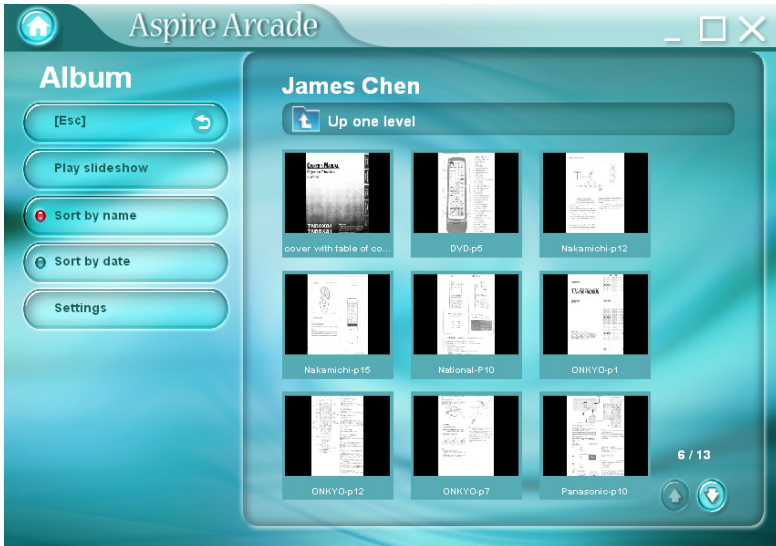 Aspire Arcade
Album
[Esc]
Play slideshow
Sort by name
Sort by date
Settings
James Chen
Up one level
cover with table of co...
DVD-p5
Nakamichi-p12
Nakamichi-p15
National-P10
ONKYO-p1
ONKYO-p12
ONKYO-p7
Panasonic-p10
6 / 13